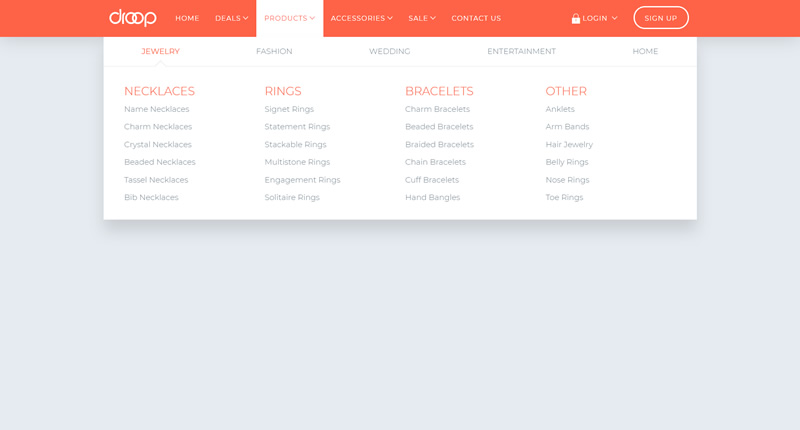 droop HOME DEALS PRODUCTS ACCESSORIES SALE CONTACT US LOGIN SIGN UP
JEWELRY FASHION WEDDING ENTERTAINMENT HOME
NECKLACES RINGS BRACELETS OTHER
Name Necklaces Signet Rings Charm Bracelets Anklets
Charm Necklaces Statement Rings Beaded Bracelets Arm Bands
Crystal Necklaces Stackable Rings Braided Bracelets Hair Jewelry
Beaded Necklaces Multistone Rings Chain Bracelets Belly Rings
Tassel Necklaces Engagement Rings Cuff Bracelets Nose Rings
Bib Necklaces Solitaire Rings Hand Bangles Toe Rings